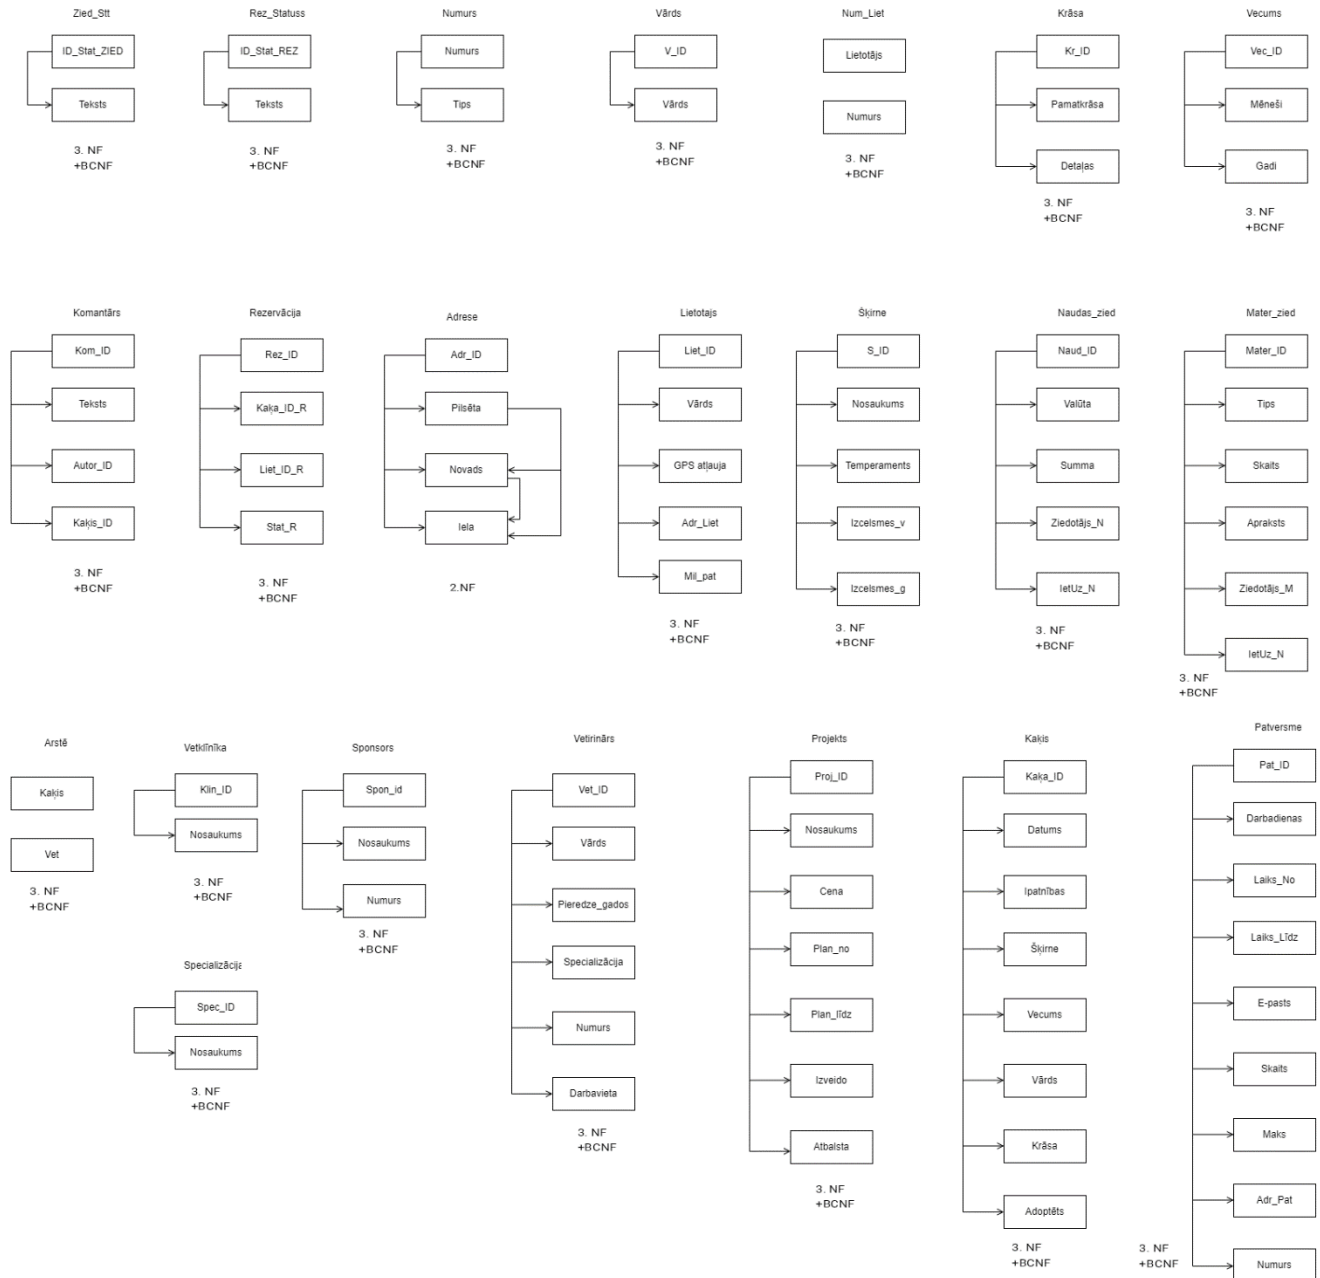 Zied_Stt
ID_Stat_ZIED
Teksts
3. NF
+BCNF
Rez_Statuss
ID_Stat_REZ
Teksts
3. NF
+BCNF
Numurs
Numurs
Tips
3. NF
+BCNF
Vārds
V_ID
Vārds
3. NF
+BCNF
Num_Liet
Lietotājs
Numurs
3. NF
+BCNF
Krāsa
Kr_ID
Pamatkrāsa
Detaļas
3. NF
+BCNF
Vecums
Vec_ID
Mēneši
Gadi
3. NF
+BCNF
Komantārs
Kom_ID
Teksts
Autor_ID
Kaķis_ID
3. NF
+BCNF
Rezervācija
Rez_ID
Kaķa_ID_R
Liet_ID_R
Stat_R
3. NF
+BCNF
Adrese
Adr_ID
Pilsēta
Novads
Iela
2.NF
Lietotajs
Liet_ID
Vārds
GPS atļauja
Adr_Liet
Mil_pat
3. NF
+BCNF
Šķirne
S_ID
Nosaukums
Temperaments
Izcelsmes_v
Izcelsmes_g
3. NF
+BCNF
Naudas_zied
Naud_ID
Valūta
Summa
Ziedotājs_N
IetUz_N
3. NF
+BCNF
Mater_zied
Mater_ID
Tips
Skaits
Apraksts
Ziedotājs_M
IetUz_N
3. NF
+BCNF
Arstē
Kaķis
Vet
3. NF
+BCNF
Vetklīnīka
Klin_ID
Nosaukums
3. NF
+BCNF
Specializācija
Spec_ID
Nosaukums
3. NF
+BCNF
Sponsors
Spon_id
Nosaukums
Numurs
3. NF
+BCNF
Vetirinārs
Vet_ID
Vārds
Pieredze_gados
Specializācija
Numurs
Darbavieta
3. NF
+BCNF
Projekts
Proj_ID
Nosaukums
Cena
Plan_no
Plan_līdz
Izveido
Atbalsta
3. NF
+BCNF
Kaķis
Kaķa_ID
Datums
Ipatnības
Šķirne
Vecums
Vārds
Krāsa
Adoptēts
3. NF
+BCNF
Patversme
Pat_ID
Darbadienas
Laiks_No
Laiks_Līdz
E-pasts
Skaits
Maks
Adr_Pat
Numurs
3. NF
+BCNF